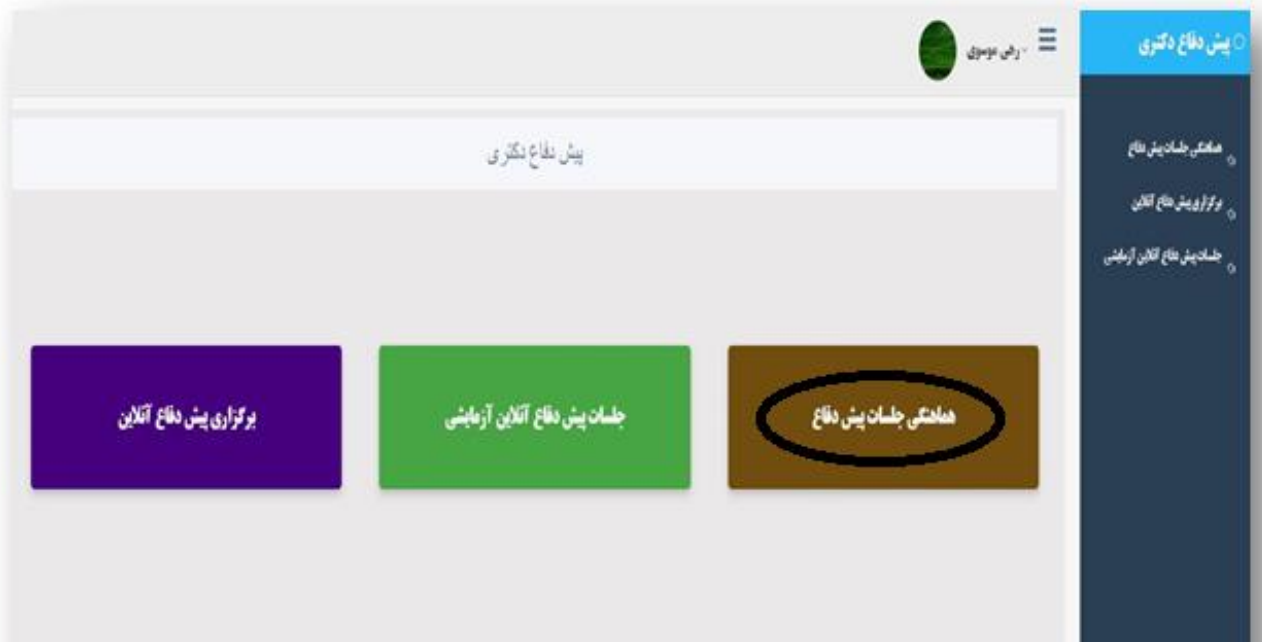 پیش دفاع دکتری
موسوی
هماهنگی جلسات پیش دفاع
برگزاری پیش دفاع آنلاین
جلسات پیش دفاع آنلاین آزمایشی
پیش دفاع دکتری
هماهنگی جلسات پیش دفاع
جلسات پیش دفاع آنلاین آزمایشی
برگزاری پیش دفاع آنلاین